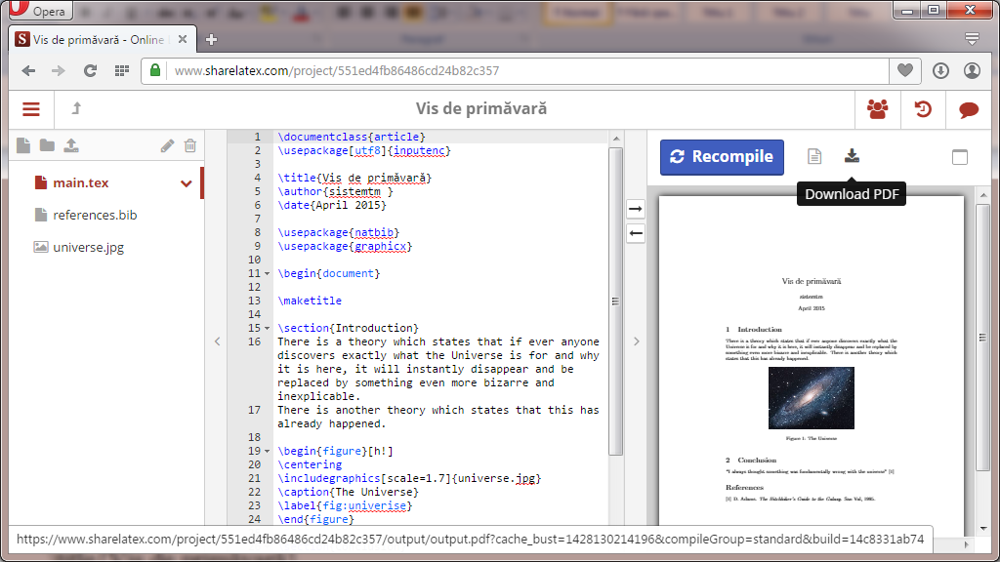 Opera
Vis de primăvară - Online
www.sharelatex.com/project/551ed4fb86486cd24b82c357
Vis de primăvară
main.tex
references.bib
universe.jpg
1 \documentclass{article}
2 \usepackage[utf8]{inputenc}
3
4 \title{Vis de primăvară}
5 \author{sistemtm }
6 \date{April 2015}
7
8 \usepackage{natbib}
9 \usepackage{graphicx}
10
11 \begin{document}
12
13 \maketitle
14
15 \section{Introduction}
16 There is a theory which states that if ever anyone
discovers exactly what the Universe is for and why
it is here, it will instantly disappear and be
replaced by something even more bizarre and
inexplicable.
17 There is another theory which states that this has
already happened.
18
19 \begin{figure}[h!]
20 \centering
21 \includegraphics[scale=1.7]{universe.jpg}
22 \caption{The Universe}
23 \label{fig:univerise}
24 \end{figure}
Recompile
Download PDF
Vis de primăvară
sistemtm
April 2015
1 Introduction
There is a theory which states that if ever anyone discovers exactly what the
Universe is for and why it is here, it will instantly disappear and be replaced by
something even more bizarre and inexplicable. There is another theory which
states that this has already happened.
Figure 1: The Universe
2 Conclusion
"I always thought something was fundamentally wrong with the universe" [1]
References
[1] D. Adams. The Hitchhiker's Guide to the Galaxy. San Val, 1995.
https://www.sharelatex.com/project/551ed4fb86486cd24b82c357/output/output.pdf?cache_bust=1428130214196&compileGroup=standard&build=14c8331ab74